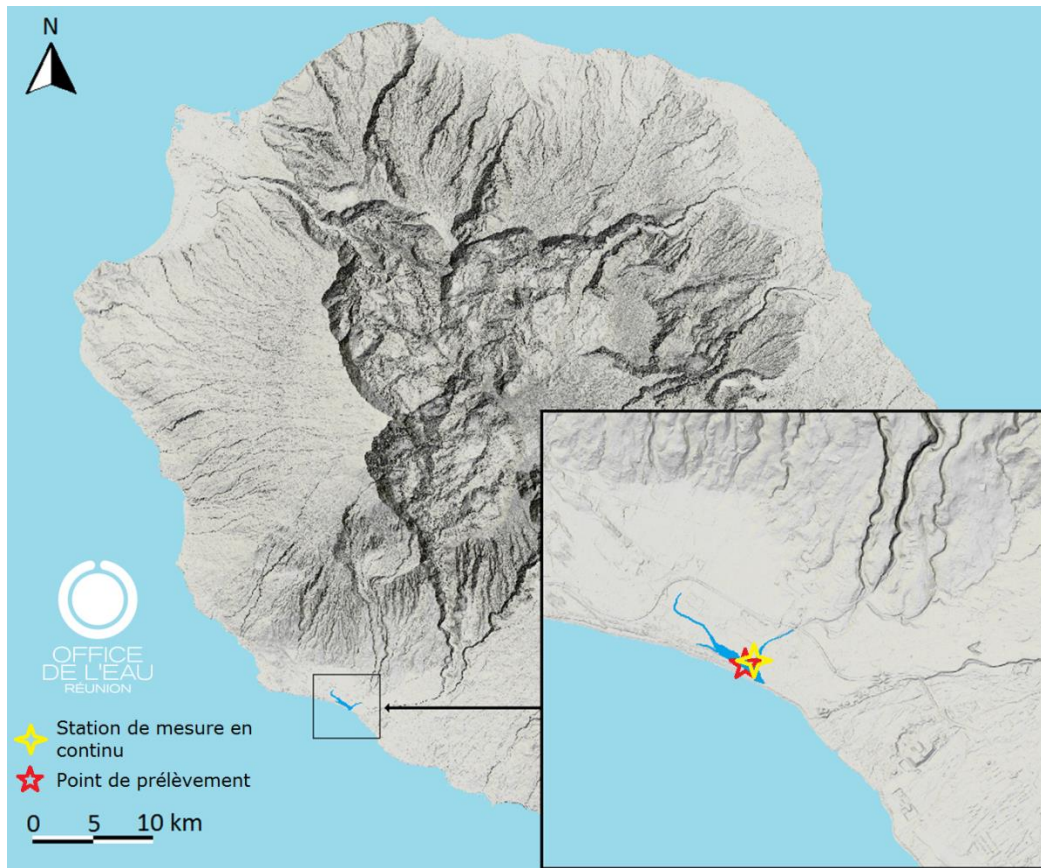 N
OFFICE
DE L'EAU
RÉUNION
Station de mesure en
continu
Point de prélèvement
0 5 10 km